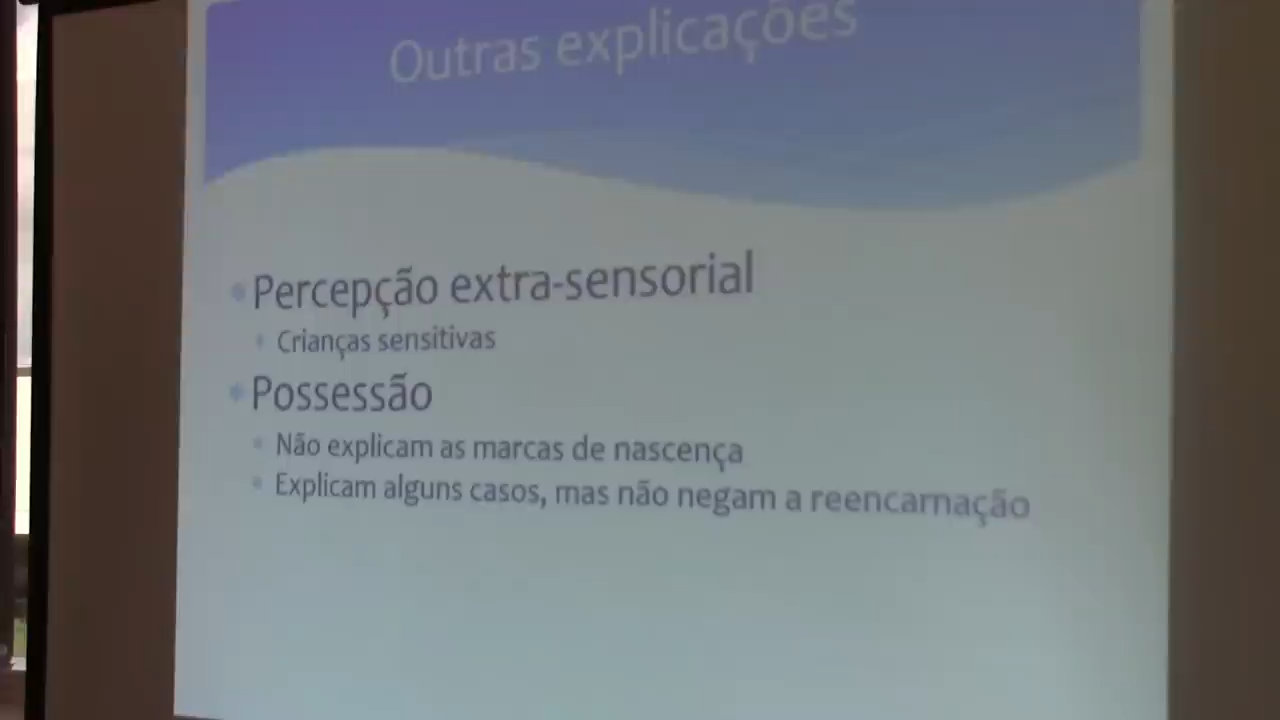 Outras explicações
Percepção extra-sensorial
Crianças sensitivas
Possessão
Não explicam as marcas de nascença
Explicam alguns casos, mas não negam a reencarnação